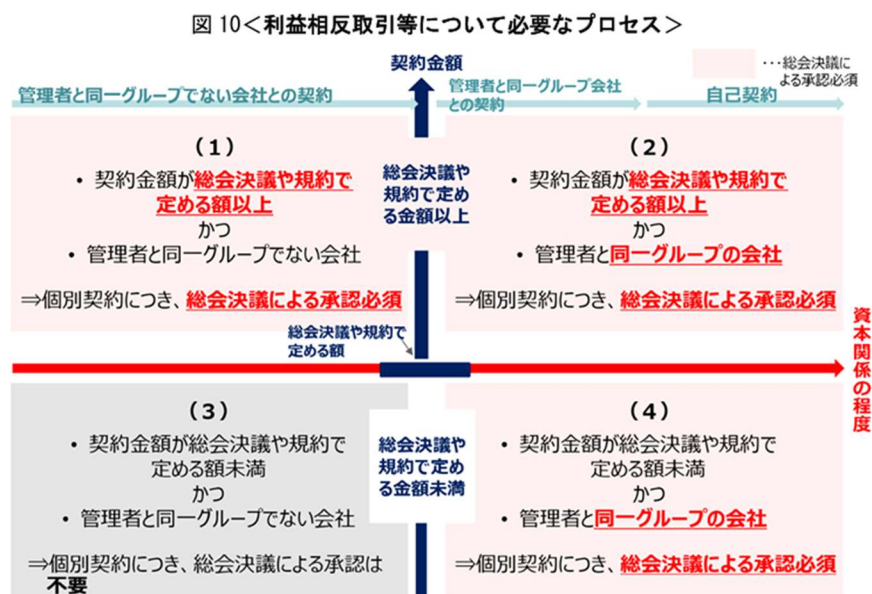 図 10＜利益相反取引等について必要なプロセス＞
契約金額
・・・総会決議に
よる承認必須
管理者と同一グループでない会社との契約
管理者と同一グループ会社
との契約
自己契約
（1）
• 契約金額が総会決議や規約で
定める額以上
かつ
• 管理者と同一グループでない会社
⇒個別契約につき、総会決議による承認必須
総会決議や
規約で定め
る金額以上
（2）
• 契約金額が総会決議や規約で
定める額以上
かつ
• 管理者と同一グループの会社
⇒個別契約につき、総会決議による承認必須
総会決議や規約で
定める額
資本関係の程度
（3）
• 契約金額が総会決議や規約で
定める額未満
かつ
• 管理者と同一グループでない会社
⇒個別契約につき、総会決議による承認は
不要
総会決議や
規約で定め
る金額未満
（4）
• 契約金額が総会決議や規約で
定める額未満
かつ
• 管理者と同一グループの会社
⇒個別契約につき、総会決議による承認必須